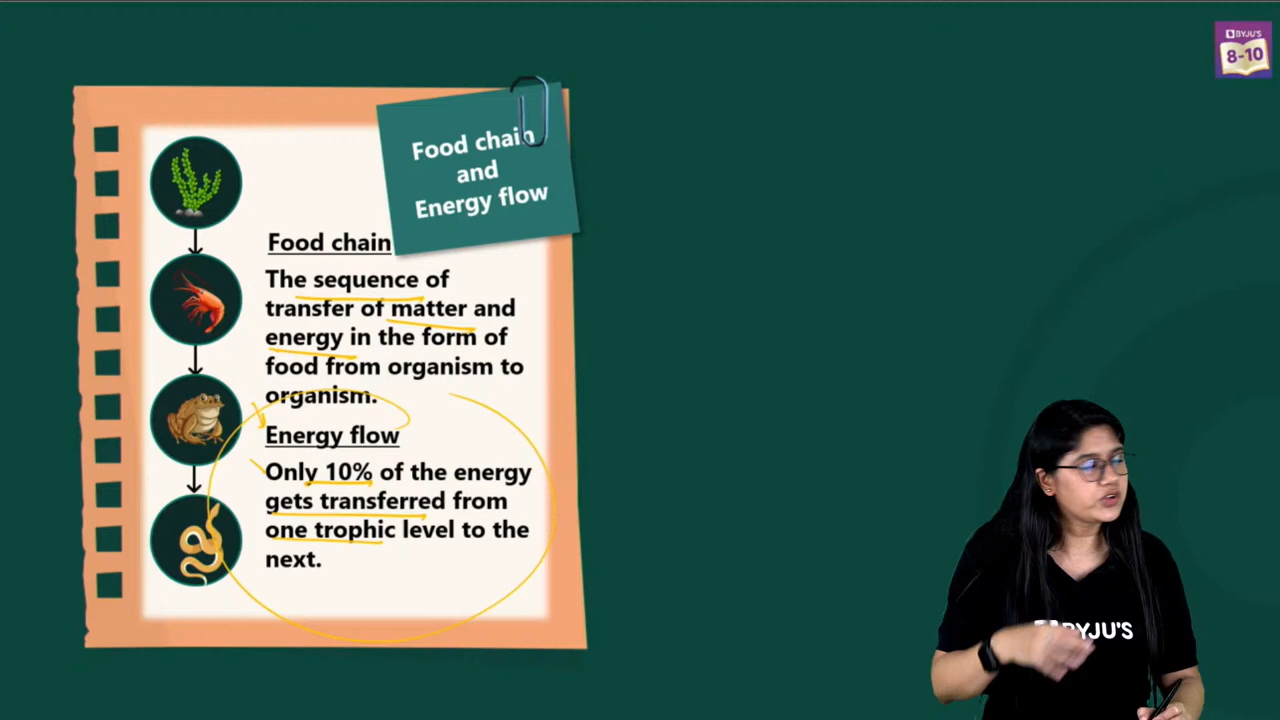 BYJU'S
8-10
Food chain
and
Energy flow
Food chain
The sequence of
transfer of matter and
energy in the form of
food from organism to
organism.
Energy flow
Only 10% of the energy
gets transferred from
one trophic level to the
next.
BYJU'S